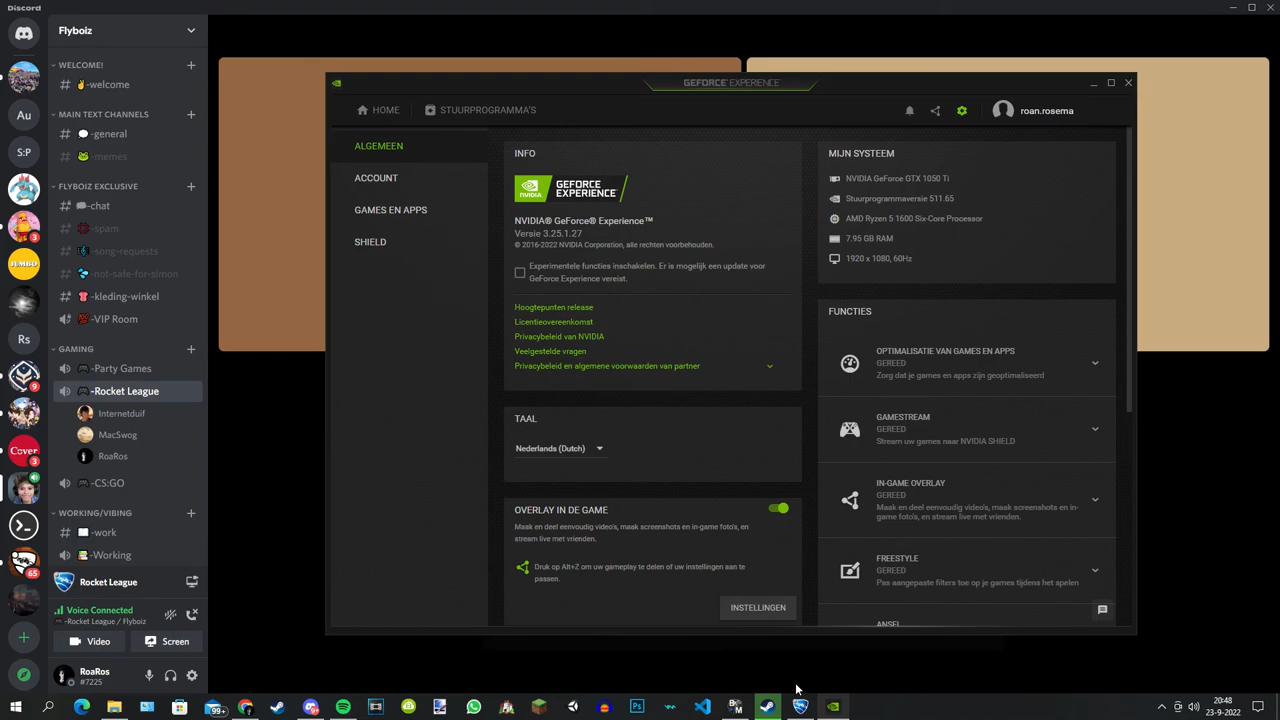 Discord
Flyboiz
WELCOME!
-welcome
MAIN TEXT CHANNELS
-general
-memes
FLYBOIZ EXCLUSIVE
-chat
-spam
-song-requests
-not-safe-for-simon
-kleding-winkel
-VIP Room
GAMING
-Party Games
-Rocket League
Internetduif
MacSwog
RoaRos
-CS:GO
WORKING/VIBING
-work
-Working
Rocket League
Voice Connected
-Rocket League / Flyboiz
Video
Screen
RoaRos
#7225
Au
S:P
3
JUMBO
Rs
9
Cover
3
65
GEFORCE EXPERIENCE
HOME
STUURPROGRAMMA'S
roan.rosema
ALGEMEEN
ACCOUNT
GAMES EN APPS
SHIELD
INFO
NVIDIA
GEFORCE
EXPERIENCE
NVIDIA® GeForce® Experience™
Versie 3.25.1.27
© 2016-2022 NVIDIA Corporation, alle rechten voorbehouden.
Experimentele functies inschakelen. Er is mogelijk een update voor
GeForce Experience vereist.
Hoogtepunten release
Licentieovereenkomst
Privacybeleid van NVIDIA
Veelgestelde vragen
Privacybeleid en algemene voorwaarden van partner
TAAL
Nederlands (Dutch)
OVERLAY IN DE GAME
Maak en deel eenvoudig video's, maak screenshots en in-game foto's, en
stream live met vrienden.
Druk op Alt+Z om uw gameplay te delen of uw instellingen aan te
passen.
INSTELLINGEN
MIJN SYSTEEM
NVIDIA GeForce GTX 1050 Ti
Stuurprogrammaversie 511.65
AMD Ryzen 5 1600 Six-Core Processor
7.95 GB RAM
1920 x 1080, 60Hz
FUNCTIES
OPTIMALISATIE VAN GAMES EN APPS
GEREED
Zorg dat je games en apps zijn geoptimaliseerd
GAMESTREAM
GEREED
Stream uw games naar NVIDIA SHIELD
IN-GAME OVERLAY
GEREED
Maak en deel eenvoudig video's, maak screenshots en in-
game foto's, en stream live met vrienden.
FREESTYLE
GEREED
Pas aangepaste filters toe op je games tijdens het spelen
ANSEL
99+
Ps
20:48
23-9-2022